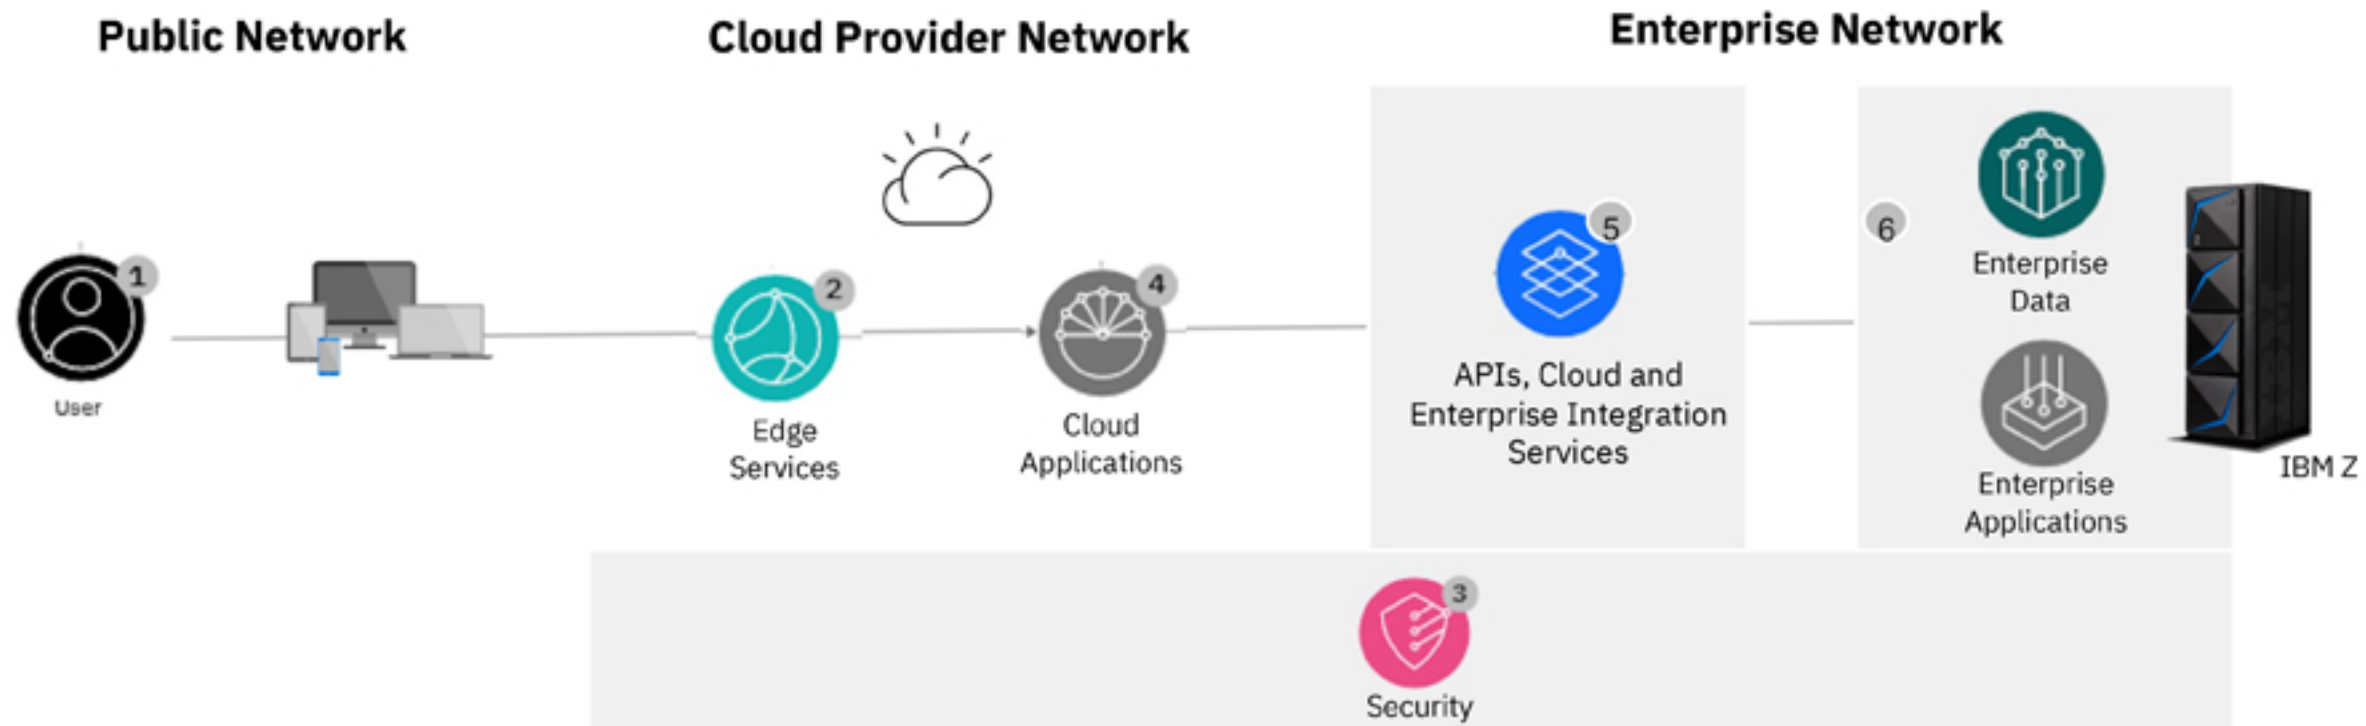 Public Network
Cloud Provider Network
Enterprise Network
1
User
2
Edge
Services
4
Cloud
Applications
5
APIs, Cloud and
Enterprise Integration
Services
6
Enterprise
Data
Enterprise
Applications
IBM Z
3
Security